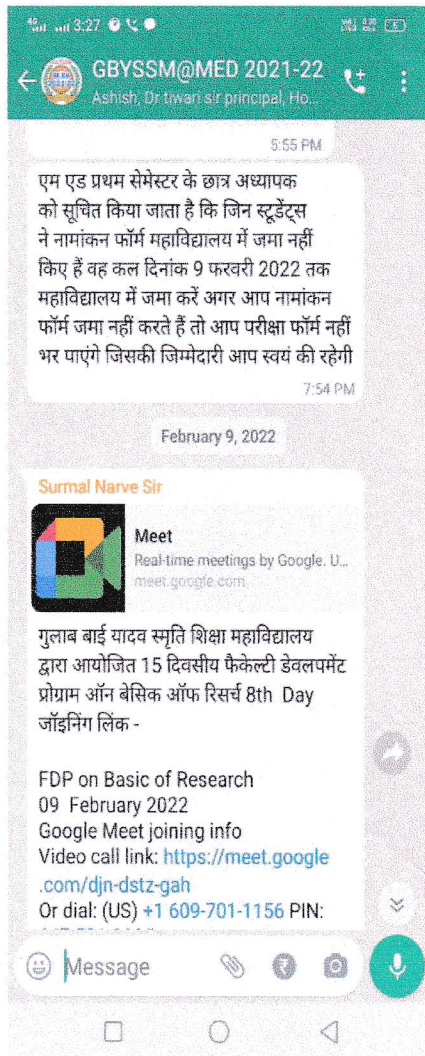 3:27
GBYSSM@MED 2021-22
Ashish, Dr tiwari sir principal, Ho...
5:55 PM
एम एड प्रथम सेमेस्टर के छात्र अध्यापक
को सूचित किया जाता है कि जिन स्टूडेंट्स
ने नामांकन फॉर्म महाविद्यालय में जमा नहीं
किए हैं वह कल दिनांक 9 फरवरी 2022 तक
महाविद्यालय में जमा करें अगर आप नामांकन
फॉर्म जमा नहीं करते हैं तो आप परीक्षा फॉर्म नहीं
भर पाएंगे जिसकी जिम्मेदारी आप स्वयं की रहेगी
7:54 PM
February 9, 2022
Surmal Narve Sir
Meet
Real-time meetings by Google. U...
meet.google.com
गुलाब बाई यादव स्मृति शिक्षा महाविद्यालय
द्वारा आयोजित 15 दिवसीय फैकेल्टी डेवलपमेंट
प्रोग्राम ऑन बेसिक ऑफ रिसर्च 8th Day
जॉइनिंग लिंक -
FDP on Basic of Research
09 February 2022
Google Meet joining info
Video call link: https://meet.google
.com/djn-dstz-gah
Or dial: (US) +1 609-701-1156 PIN:
Message